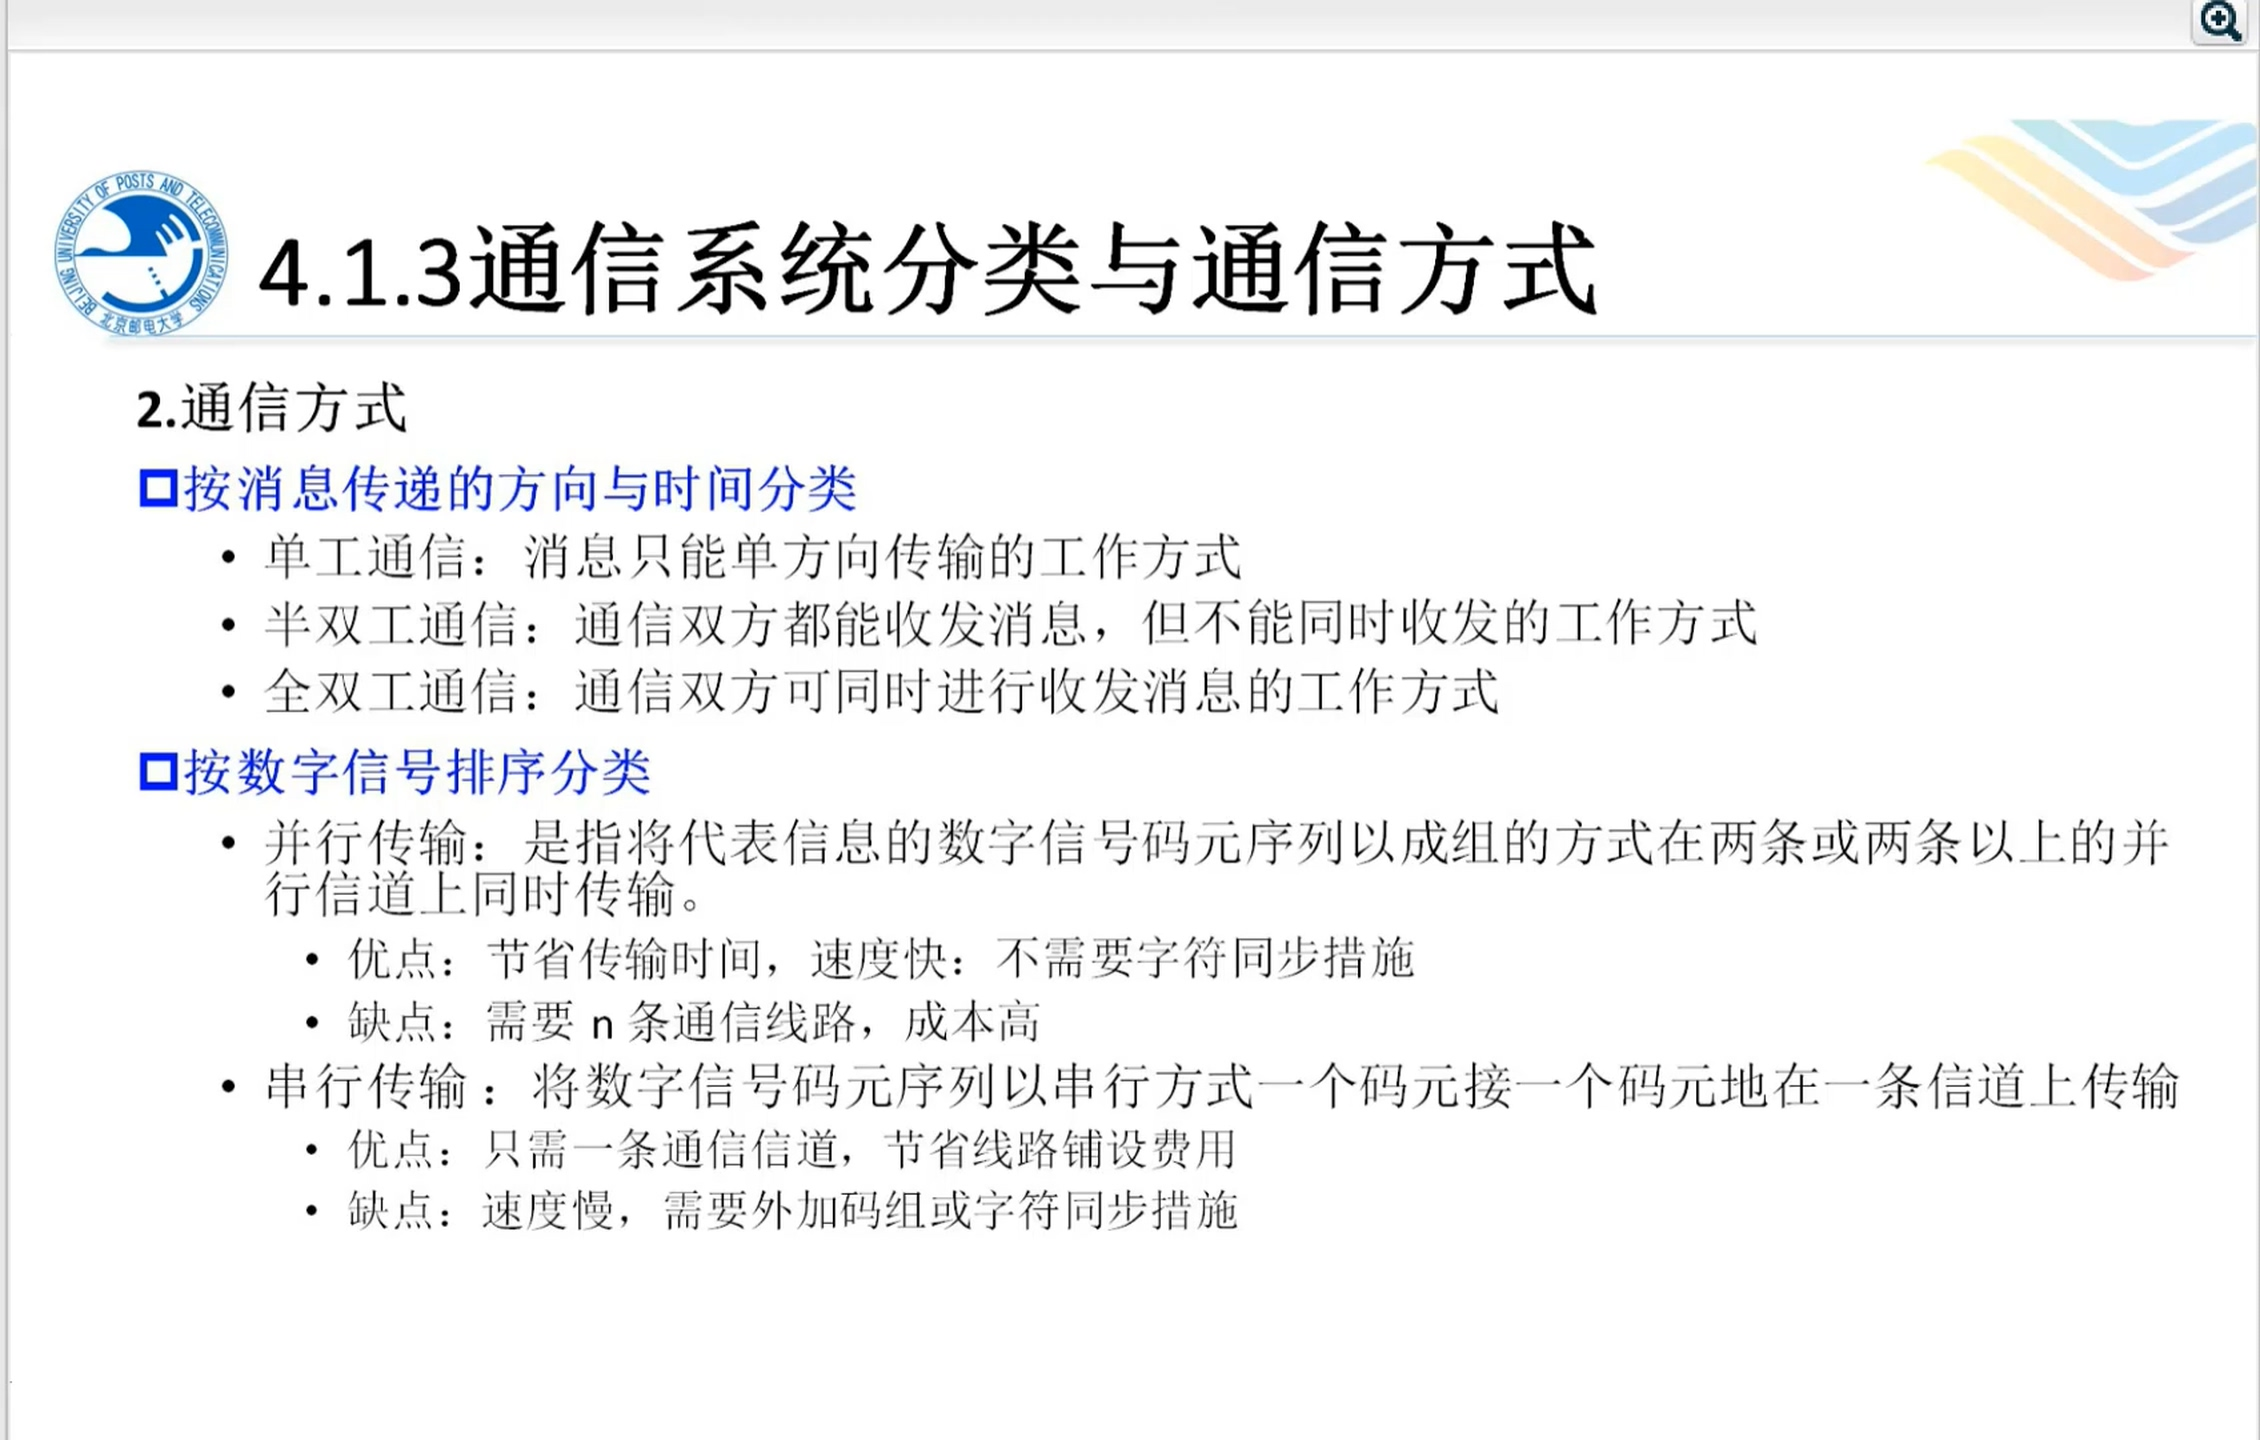 BEIJING UNIVERSITY OF POSTS AND TELECOMMUNICATIONS
北京邮电大学
4.1.3通信系统分类与通信方式
2.通信方式
按消息传递的方向与时间分类
• 单工通信：消息只能单方向传输的工作方式
• 半双工通信：通信双方都能收发消息，但不能同时收发的工作方式
• 全双工通信：通信双方可同时进行收发消息的工作方式
按数字信号排序分类
• 并行传输：是指将代表信息的数字信号码元序列以成组的方式在两条或两条以上的并
行信道上同时传输。
• 优点：节省传输时间，速度快：不需要字符同步措施
• 缺点：需要 n 条通信线路，成本高
• 串行传输：将数字信号码元序列以串行方式一个码元接一个码元地在一条信道上传输
• 优点：只需一条通信信道，节省线路铺设费用
• 缺点：速度慢，需要外加码组或字符同步措施